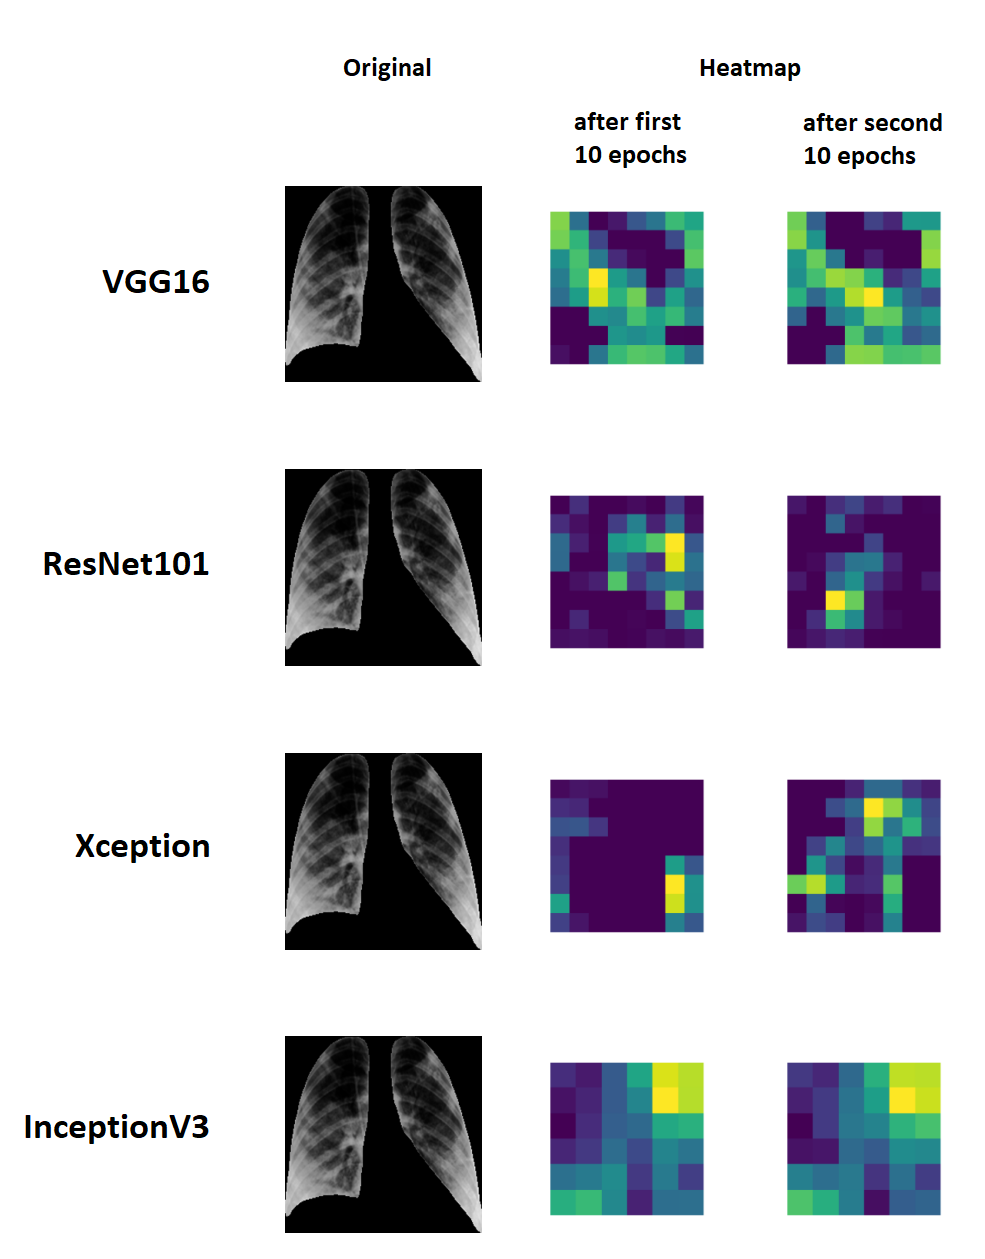 Original
Heatmap
after first
10 epochs
after second
10 epochs
VGG16
ResNet101
Xception
InceptionV3